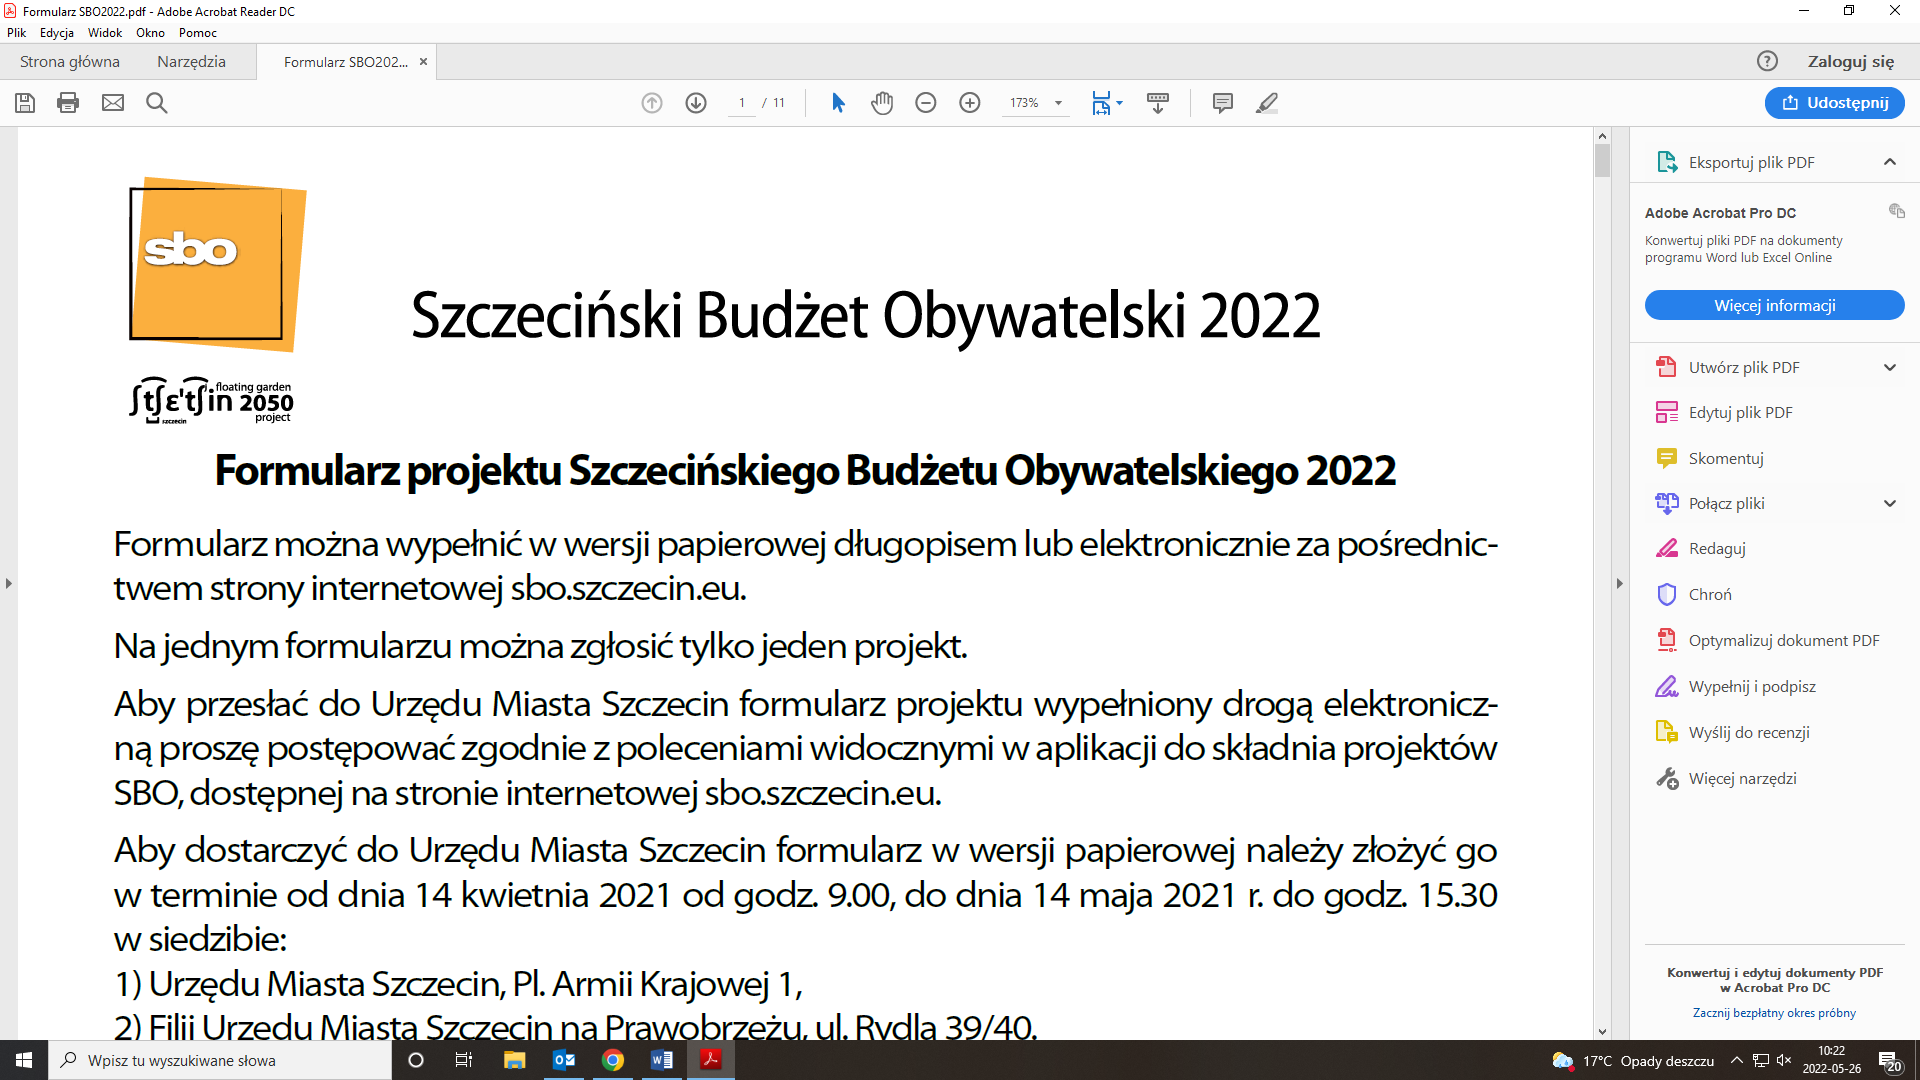 Formularz SBO2022.pdf - Adobe Acrobat Reader DC
Plik Edycja Widok Okno Pomoc
Strona główna Narzędzia Formularz SBO202... Zaloguj się
1 / 11 173% Udostępnij
sbo
Szczeciński Budżet Obywatelski 2022
ʃtʃɛ'tʃin 2050
floating garden
project
szczecin
Formularz projektu Szczecińskiego Budżetu Obywatelskiego 2022
Formularz można wypełnić w wersji papierowej długopisem lub elektronicznie za pośrednic-
twem strony internetowej sbo.szczecin.eu.
Na jednym formularzu można zgłosić tylko jeden projekt.
Aby przesłać do Urzędu Miasta Szczecin formularz projektu wypełniony drogą elektronicz-
ną proszę postępować zgodnie z poleceniami widocznymi w aplikacji do składnia projektów
SBO, dostępnej na stronie internetowej sbo.szczecin.eu.
Aby dostarczyć do Urzędu Miasta Szczecin formularz w wersji papierowej należy złożyć go
w terminie od dnia 14 kwietnia 2021 od godz. 9.00, do dnia 14 maja 2021 r. do godz. 15.30
w siedzibie:
1) Urzędu Miasta Szczecin, Pl. Armii Krajowej 1,
2) Filii Urzędu Miasta Szczecin na Prawobrzeżu, ul. Rydla 39/40.
Eksportuj plik PDF
Adobe Acrobat Pro DC
Konwertuj pliki PDF na dokumenty
programu Word lub Excel Online
Więcej informacji
Utwórz plik PDF
Edytuj plik PDF
Skomentuj
Połącz pliki
Redaguj
Chroń
Optymalizuj dokument PDF
Wypełnij i podpisz
Wyślij do recenzji
Więcej narzędzi
Konwertuj i edytuj dokumenty PDF
w Acrobat Pro DC
Zacznij bezpłatny okres próbny
Wpisz tu wyszukiwane słowa
17°C Opady deszczu
10:22
2022-05-26
20